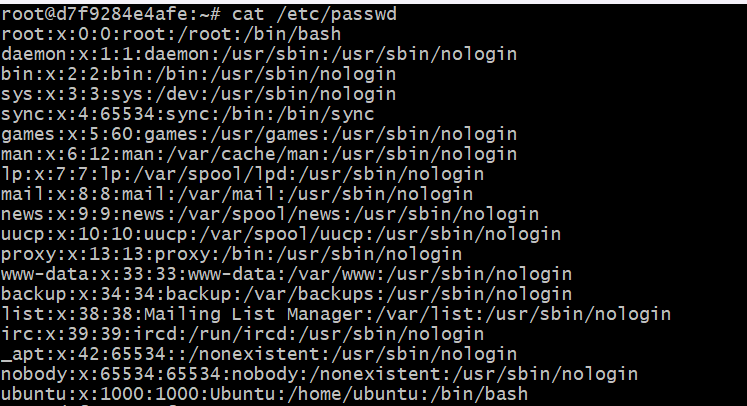 root@d7f9284e4afe:~# cat /etc/passwd
root:x:0:0:root:/root:/bin/bash
daemon:x:1:1:daemon:/usr/sbin:/usr/sbin/nologin
bin:x:2:2:bin:/bin:/usr/sbin/nologin
sys:x:3:3:sys:/dev:/usr/sbin/nologin
sync:x:4:65534:sync:/bin:/bin/sync
games:x:5:60:games:/usr/games:/usr/sbin/nologin
man:x:6:12:man:/var/cache/man:/usr/sbin/nologin
lp:x:7:7:lp:/var/spool/lpd:/usr/sbin/nologin
mail:x:8:8:mail:/var/mail:/usr/sbin/nologin
news:x:9:9:news:/var/spool/news:/usr/sbin/nologin
uucp:x:10:10:uucp:/var/spool/uucp:/usr/sbin/nologin
proxy:x:13:13:proxy:/bin:/usr/sbin/nologin
www-data:x:33:33:www-data:/var/www:/usr/sbin/nologin
backup:x:34:34:backup:/var/backups:/usr/sbin/nologin
list:x:38:38:Mailing List Manager:/var/list:/usr/sbin/nologin
irc:x:39:39:ircd:/run/ircd:/usr/sbin/nologin
_apt:x:42:65534::/nonexistent:/usr/sbin/nologin
nobody:x:65534:65534:nobody:/nonexistent:/usr/sbin/nologin
ubuntu:x:1000:1000:Ubuntu:/home/ubuntu:/bin/bash